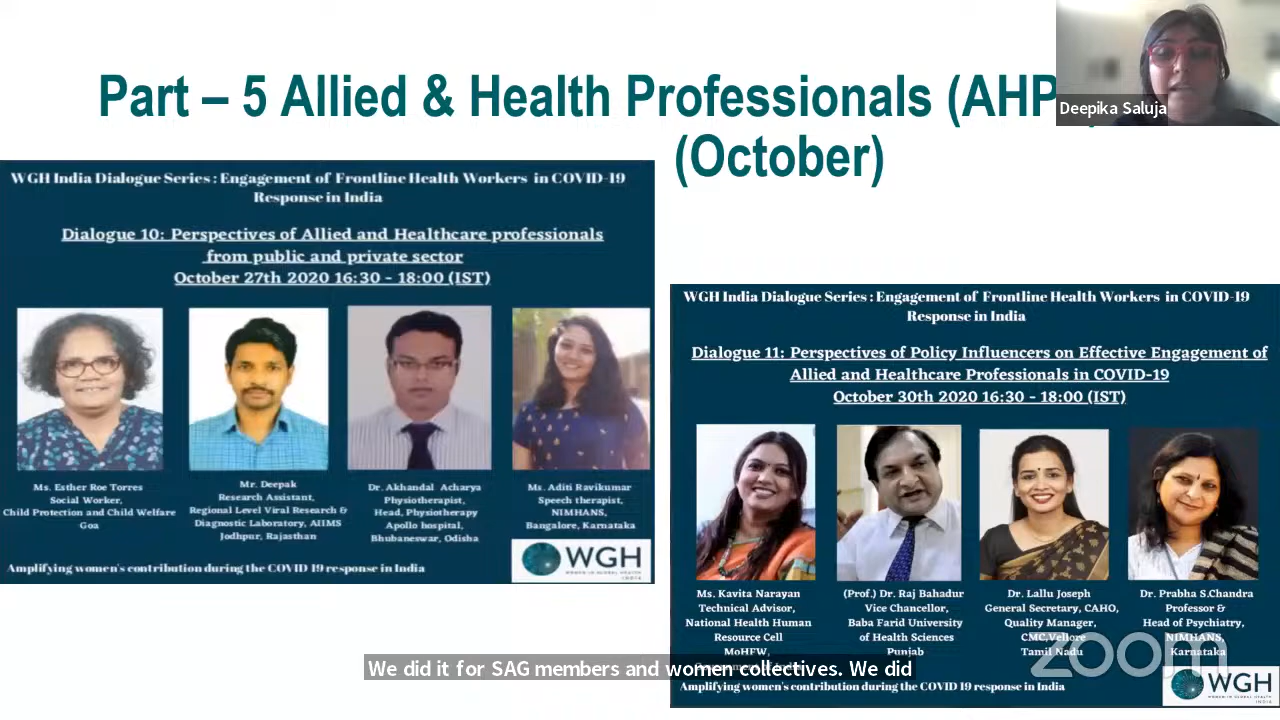 Part – 5 Allied & Health Professionals (AHP
(October)
Deepika Saluja
WGH India Dialogue Series : Engagement of Frontline Health Workers in COVID-19
Response in India
Dialogue 10: Perspectives of Allied and Healthcare professionals
from public and private sector
October 27th 2020 16:30 - 18:00 (IST)
Ms. Esther Roe Torres
Social Worker,
Child Protection and Child Welfare
Goa
Mr. Deepak
Research Assistant,
Regional Level Viral Research &
Diagnostic Laboratory, AIIMS
Jodhpur, Rajasthan
Dr. Akhandal Acharya
Physiotherapist,
Head, Physiotherapy
Apollo hospital,
Bhubaneswar, Odisha
Ms. Aditi Ravikumar
Speech therapist,
NIMHANS,
Bangalore, Karnataka
Amplifying women's contribution during the COVID 19 response in India
WGH
WOMEN IN GLOBAL HEALTH
INDIA
WGH India Dialogue Series : Engagement of Frontline Health Workers in COVID-19
Response in India
Dialogue 11: Perspectives of Policy Influencers on Effective Engagement of
Allied and Healthcare Professionals in COVID-19
October 30th 2020 16:30 - 18:00 (IST)
Ms. Kavita Narayan
Technical Advisor,
National Health Human
Resource Cell
MoHFW,
(Prof.) Dr. Raj Bahadur
Vice Chancellor,
Baba Farid University
of Health Sciences
Punjab
Dr. Lallu Joseph
General Secretary, CAHO,
Quality Manager,
CMC,Vellore
Tamil Nadu
Dr. Prabha S.Chandra
Professor &
Head of Psychiatry,
NIMHANS,
Karnataka
Amplifying women's contribution during the COVID 19 response in India
WGH
INDIA
zoom
We did it for SAG members and women collectives. We did